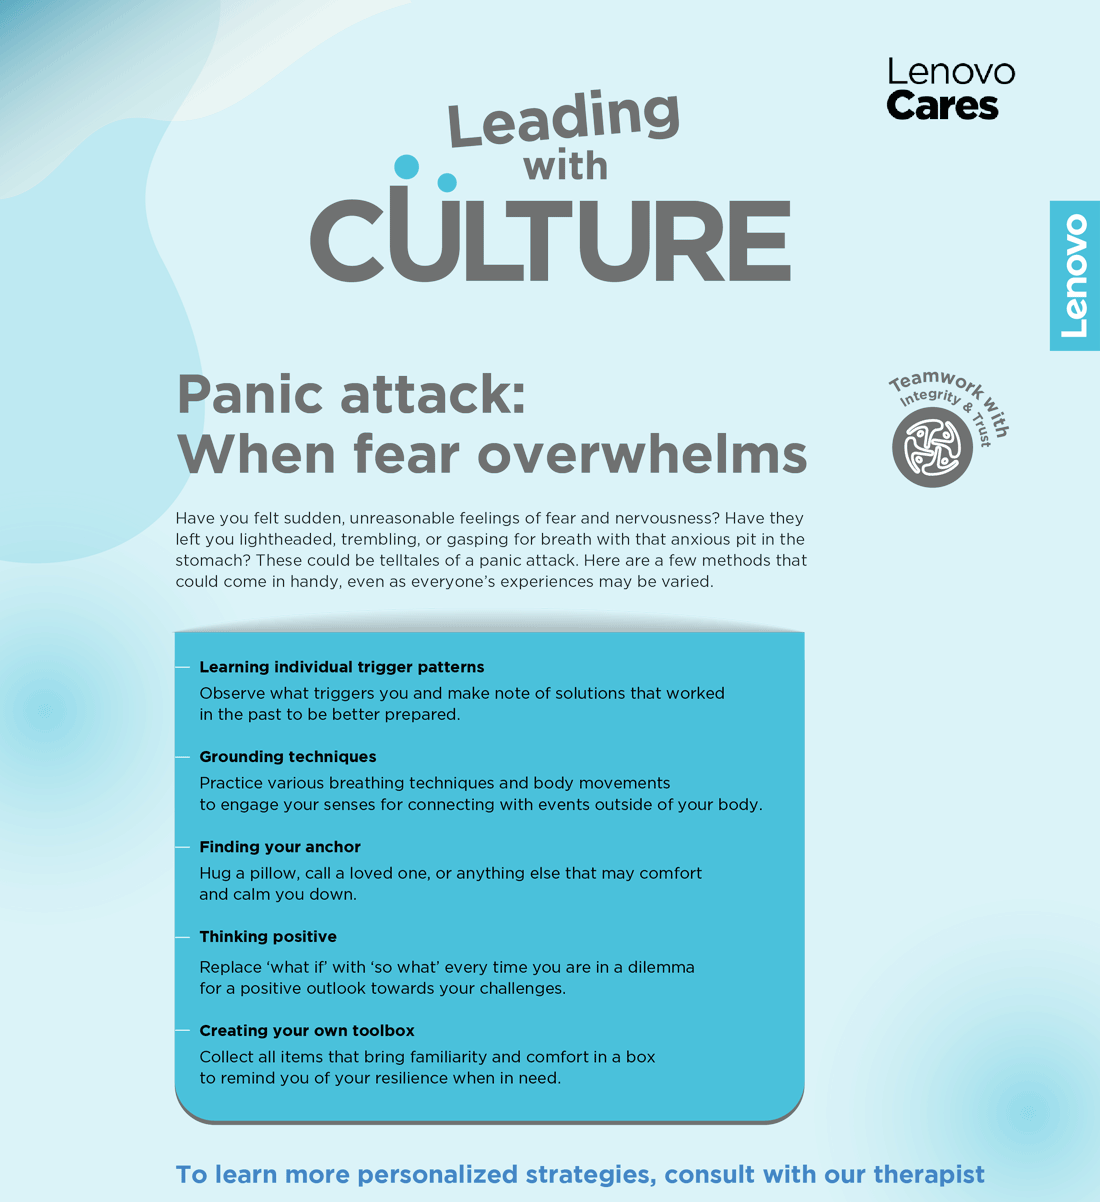 Lenovo
Cares
Leading
with
CÜLTURE
Lenovo
Panic attack:
When fear overwhelms
Teamwork with
Integrity & Trust
Have you felt sudden, unreasonable feelings of fear and nervousness? Have they
left you lightheaded, trembling, or gasping for breath with that anxious pit in the
stomach? These could be telltales of a panic attack. Here are a few methods that
could come in handy, even as everyone’s experiences may be varied.
Learning individual trigger patterns
Observe what triggers you and make note of solutions that worked
in the past to be better prepared.
Grounding techniques
Practice various breathing techniques and body movements
to engage your senses for connecting with events outside of your body.
Finding your anchor
Hug a pillow, call a loved one, or anything else that may comfort
and calm you down.
Thinking positive
Replace ‘what if’ with ‘so what’ every time you are in a dilemma
for a positive outlook towards your challenges.
Creating your own toolbox
Collect all items that bring familiarity and comfort in a box
to remind you of your resilience when in need.
To learn more personalized strategies, consult with our therapist